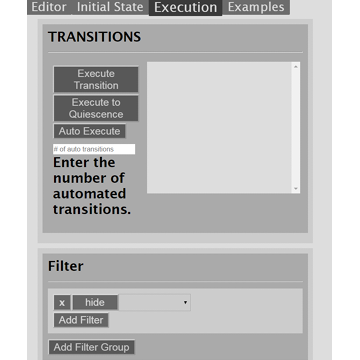 Editor Initial State Execution Examples
TRANSITIONS
Execute
Transition
Execute to
Quiescence
Auto Execute
# of auto transitions
Enter the
number of
automated
transitions.
Filter
x hide
Add Filter
Add Filter Group